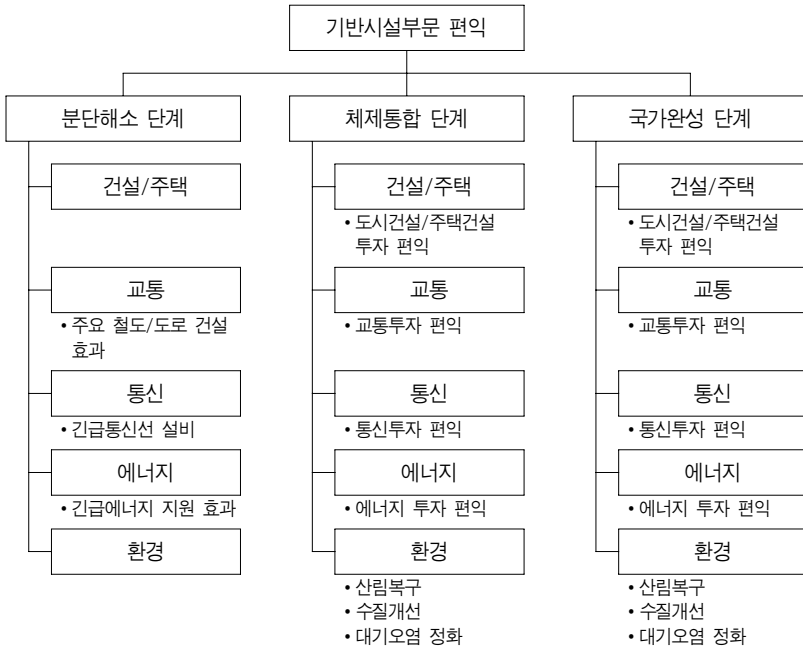 기반시설부문 편익
분단해소 단계
건설/주택
교통
• 주요 철도/도로 건설
효과
통신
• 긴급통신선 설비
에너지
• 긴급에너지 지원 효과
환경
체제통합 단계
건설/주택
• 도시건설/주택건설
투자 편익
교통
• 교통투자 편익
통신
• 통신투자 편익
에너지
• 에너지 투자 편익
환경
• 산림복구
• 수질개선
• 대기오염 정화
국가완성 단계
건설/주택
• 도시건설/주택건설
투자 편익
교통
• 교통투자 편익
통신
• 통신투자 편익
에너지
• 에너지 투자 편익
환경
• 산림복구
• 수질개선
• 대기오염 정화